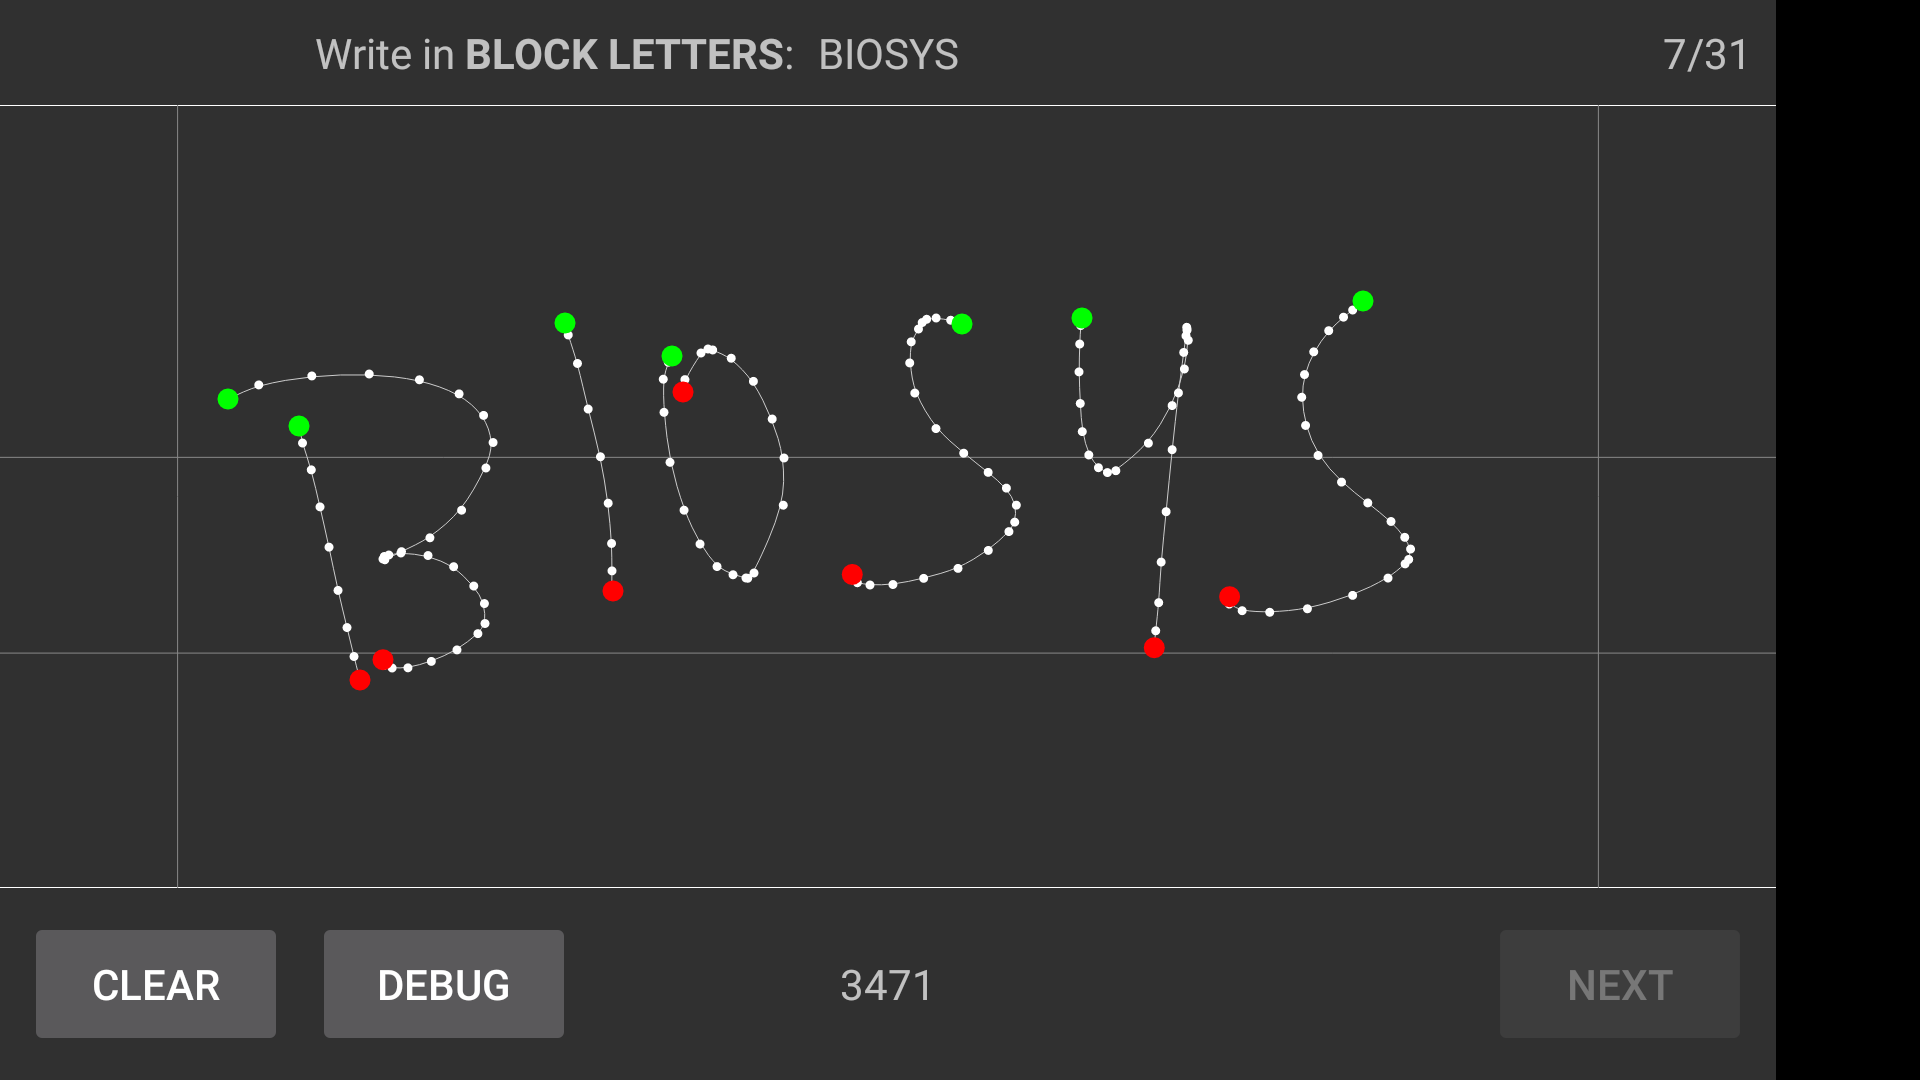 Write in BLOCK LETTERS: BIOSYS
7/31
BIOSYS
CLEAR DEBUG 3471 NEXT